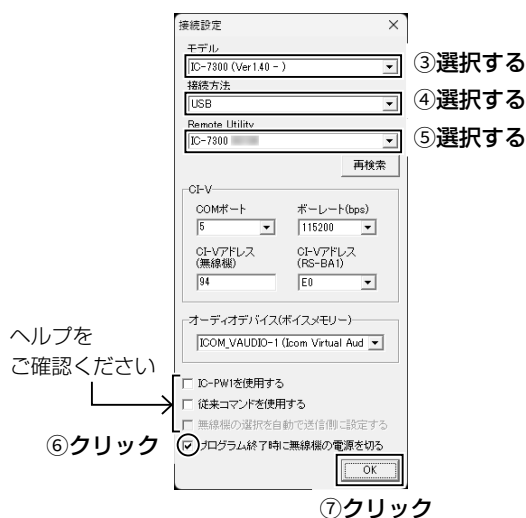 接続設定
モデル
IC-7300 (Ver1.40 - )
③選択する
接続方法
USB
④選択する
Remote Utility
IC-7300
⑤選択する
再検索
CI-V
COMポート
ボーレート(bps)
5
115200
CI-Vアドレス
(無線機)
CI-Vアドレス
(RS-BA1)
94
E0
オーディオデバイス(ボイスメモリー)
ICOM_VAUDIO-1 (Icom Virtual Aud
ヘルプを
ご確認ください
IC-PW1を使用する
従来コマンドを使用する
無線機の選択を自動で送信側に設定する
⑥クリック
プログラム終了時に無線機の電源を切る
OK
⑦クリック